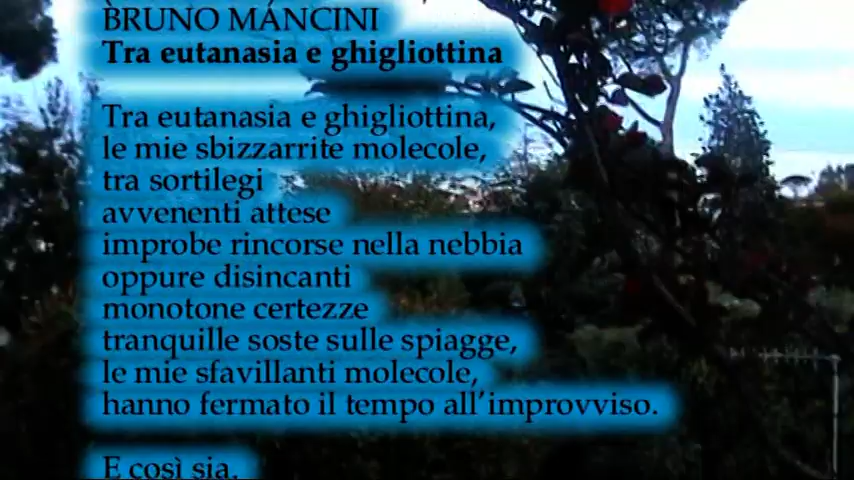 BRUNO MANCINI
Tra eutanasia e ghigliottina
Tra eutanasia e ghigliottina,
le mie sbizzarrite molecole,
tra sortilegi
avvenenti attese
improbe rincorse nella nebbia
oppure disincanti
monotone certezze
tranquille soste sulle spiagge,
le mie sfavillanti molecole,
hanno fermato il tempo all'improvviso.
E così sia.